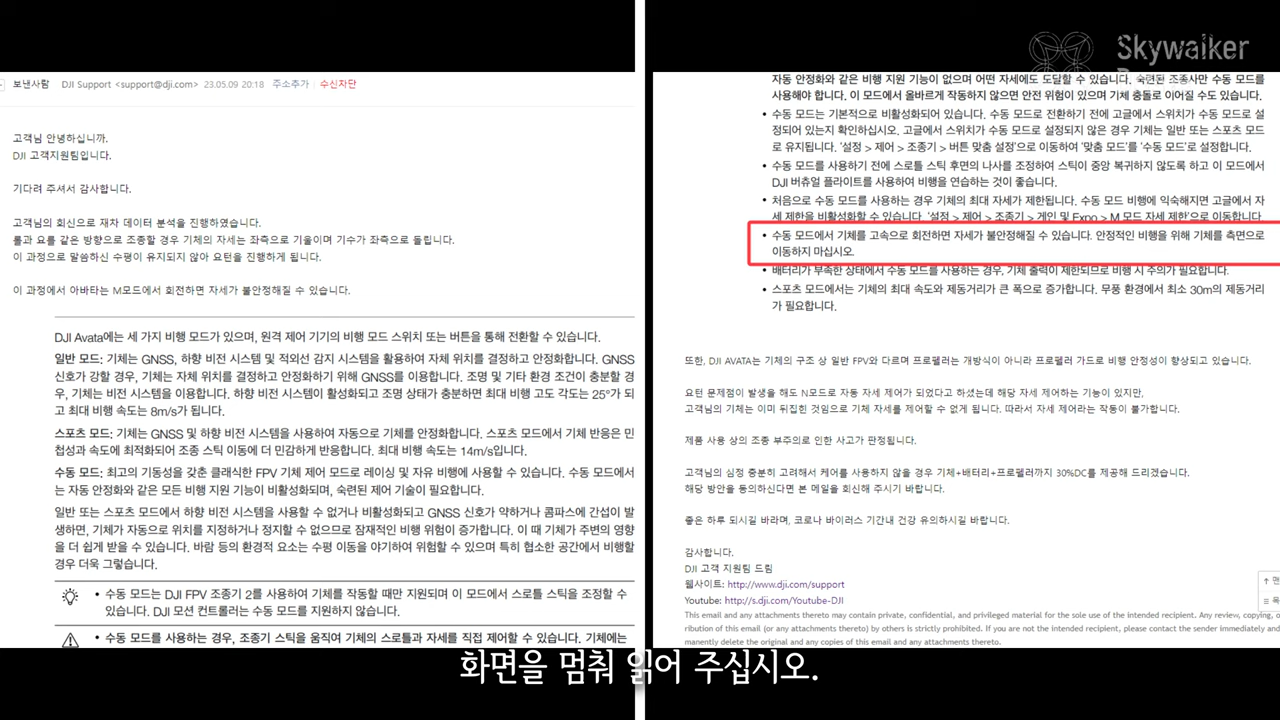 보낸사람 DJI Support <support@dji.com> 23.05.09 20:18 주소추가 수신차단
고객님 안녕하십니까.
DJI 고객지원팀입니다.
기다려 주셔서 감사합니다.
고객님의 회신으로 재차 데이터 분석을 진행하였습니다.
롤과 요를 같은 방향으로 조종할 경우 기체의 자세는 좌측으로 기울이며 기수가 좌측으로 돌립니다.
이 과정으로 말씀하신 수평이 유지되지 않아 요턴을 진행하게 됩니다.
이 과정에서 아바타는 M모드에서 회전하면 자세가 불안정해질 수 있습니다.
DJI Avata에는 세 가지 비행 모드가 있으며, 원격 제어 기기의 비행 모드 스위치 또는 버튼을 통해 전환할 수 있습니다.
일반 모드: 기체는 GNSS, 하향 비전 시스템 및 적외선 감지 시스템을 활용하여 자체 위치를 결정하고 안정화합니다. GNSS
신호가 강할 경우, 기체는 자체 위치를 결정하고 안정화하기 위해 GNSS를 이용합니다. 조명 및 기타 환경 조건이 충분할 경
우, 기체는 비전 시스템을 이용합니다. 하향 비전 시스템이 활성화되고 조명 상태가 충분하면 최대 비행 고도 각도는 25°가 되
고 최대 비행 속도는 8m/s가 됩니다.
스포츠 모드: 기체는 GNSS 및 하향 비전 시스템을 사용하여 자동으로 기체를 안정화합니다. 스포츠 모드에서 기체 반응은 민
첩성과 속도에 최적화되어 조종 스틱 이동에 더 민감하게 반응합니다. 최대 비행 속도는 14m/s입니다.
수동 모드: 최고의 기동성을 갖춘 클래식한 FPV 기체 제어 모드로 레이싱 및 자유 비행에 사용할 수 있습니다. 수동 모드에서
는 자동 안정화와 같은 모든 비행 지원 기능이 비활성화되며, 숙련된 제어 기술이 필요합니다.
일반 또는 스포츠 모드에서 하향 비전 시스템을 사용할 수 없거나 비활성화되고 GNSS 신호가 약하거나 콤파스에 간섭이 발
생하면, 기체가 자동으로 위치를 지정하거나 정지할 수 없으므로 잠재적인 비행 위험이 증가합니다. 이 때 기체가 주변의 영향
을 더 쉽게 받을 수 있습니다. 바람 등의 환경적 요소는 수평 이동을 야기하여 위험할 수 있으며 특히 협소한 공간에서 비행할
경우 더욱 그렇습니다.
• 수동 모드는 DJI FPV 조종기 2를 사용하여 기체를 작동할 때만 지원되며 이 모드에서 스로틀 스틱을 조정할 수
있습니다. DJI 모션 컨트롤러는 수동 모드를 지원하지 않습니다.
• 수동 모드를 사용하는 경우, 조종기 스틱을 움직여 기체의 스로틀과 자세를 직접 제어할 수 있습니다. 기체에는
Skywalker
자동 안정화와 같은 비행 지원 기능이 없으며 어떤 자세에도 도달할 수 있습니다. 숙련된 조종사만 수동 모드를
사용해야 합니다. 이 모드에서 올바르게 작동하지 않으면 안전 위험이 있으며 기체 충돌로 이어질 수도 있습니다.
• 수동 모드는 기본적으로 비활성화되어 있습니다. 수동 모드로 전환하기 전에 고글에서 스위치가 수동 모드로 설
정되어 있는지 확인하십시오. 고글에서 스위치가 수동 모드로 설정되지 않은 경우 기체는 일반 또는 스포츠 모드
로 유지됩니다. '설정 > 제어 > 조종기 > 버튼 맞춤 설정'으로 이동하여 '맞춤 모드'를 '수동 모드'로 설정합니다.
• 수동 모드를 사용하기 전에 스로틀 스틱 후면의 나사를 조정하여 스틱이 중앙 복귀하지 않도록 하고 이 모드에서
DJI 버츄얼 플라이트를 사용하여 비행을 연습하는 것이 좋습니다.
• 처음으로 수동 모드를 사용하는 경우 기체의 최대 자세가 제한됩니다. 수동 모드 비행에 익숙해지면 고글에서 자
세 제한을 비활성화할 수 있습니다. '설정 > 제어 > 조종기 > 게인 및 Expo > M 모드 자세 제한'으로 이동합니다.
• 수동 모드에서 기체를 고속으로 회전하면 자세가 불안정해질 수 있습니다. 안정적인 비행을 위해 기체를 측면으로
이동하지 마십시오.
• 배터리가 부족한 상태에서 수동 모드를 사용하는 경우, 기체 출력이 제한되므로 비행 시 주의가 필요합니다.
• 스포츠 모드에서는 기체의 최대 속도와 제동거리가 큰 폭으로 증가합니다. 무풍 환경에서 최소 30m의 제동거리
가 필요합니다.
또한, DJI AVATA는 기체의 구조 상 일반 FPV와 다르며 프로펠러는 개방식이 아니라 프로펠러 가드로 비행 안정성이 향상되고 있습니다.
요턴 문제점이 발생을 해도 N모드로 자동 자세 제어가 되었다고 하셨는데 해당 자세 제어하는 기능이 있지만,
고객님의 기체는 이미 뒤집힌 것임으로 기체 자세를 제어할 수 없게 됩니다. 따라서 자세 제어라는 작동이 불가합니다.
제품 사용 상의 조종 부주의로 인한 사고가 판정됩니다.
고객님의 심정 충분히 고려해서 케어를 사용하지 않을 경우 기체+배터리+프로펠러까지 30%DC를 제공해 드리겠습니다.
해당 방안을 동의하신다면 본 메일을 회신해 주시기 바랍니다.
좋은 하루 되시길 바라며, 코로나 바이러스 기간내 건강 유의하시길 바랍니다.
감사합니다.
DJI 고객 지원팀 드림
웹사이트: http://www.dji.com/support
Youtube: http://s.dji.com/Youtube-DJI
This email and any attachments thereto may contain private, confidential, and privileged material for the sole use of the intended recipient. Any review, copying, o
ribution of this email (or any attachments thereto) by others is strictly prohibited. If you are not the intended recipient, please contact the sender immediately and
manently delete the original and any copies of this email and any attachments thereto.
화면을 멈춰 읽어 주십시오.